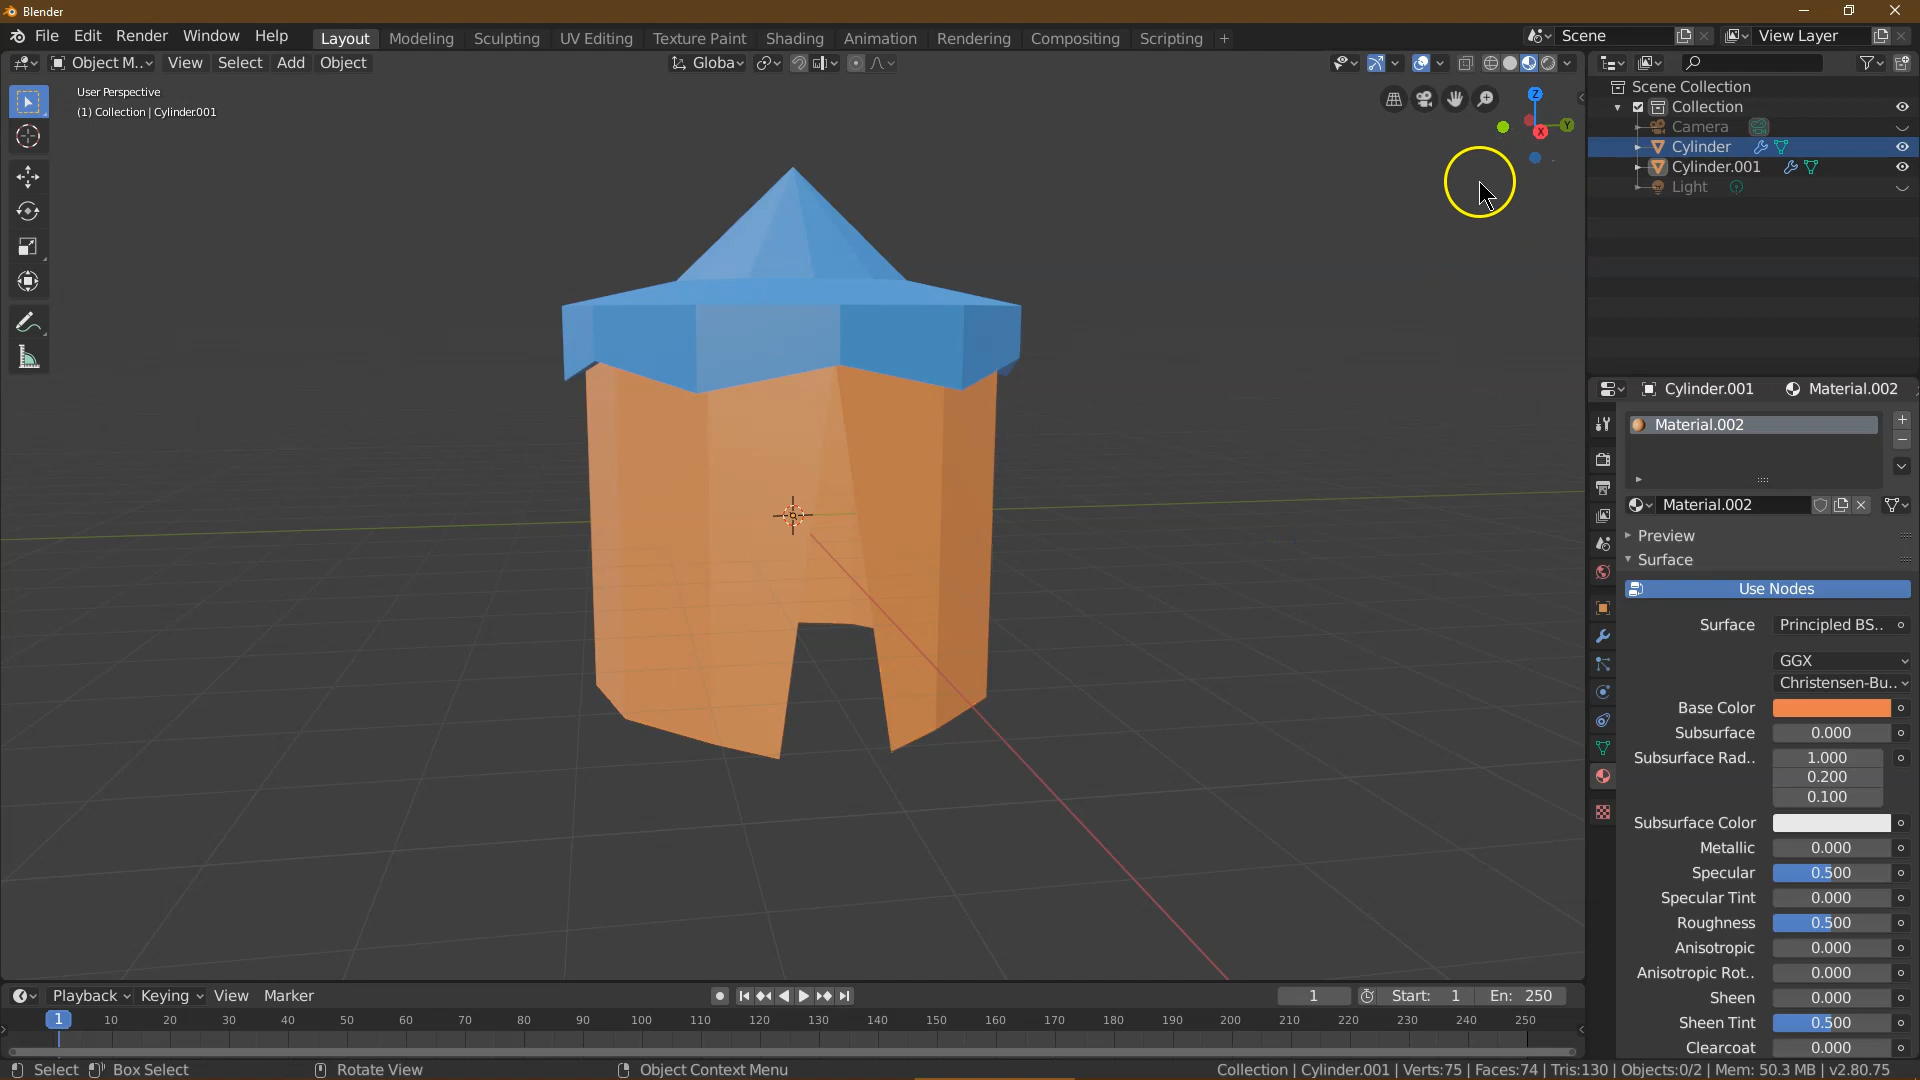 Blender
File Edit Render Window Help Layout Modeling Sculpting UV Editing Texture Paint Shading Animation Rendering Compositing Scripting + Scene View Layer
Object M.. View Select Add Object Globa
User Perspective
(1) Collection | Cylinder.001
Z
Y
X
Scene Collection
Collection
Camera
Cylinder
Cylinder.001
Light
Cylinder.001 Material.002
Material.002
Material.002
Preview
Surface
Use Nodes
Surface Principled BS..
GGX
Christensen-Bu..
Base Color
Subsurface 0.000
Subsurface Rad.. 1.000
0.200
0.100
Subsurface Color
Metallic 0.000
Specular 0.500
Specular Tint 0.000
Roughness 0.500
Anisotropic 0.000
Anisotropic Rot.. 0.000
Sheen 0.000
Sheen Tint 0.500
Clearcoat 0.000
Playback Keying View Marker 1 Start: 1 En: 250
1 10 20 30 40 50 60 70 80 90 100 110 120 130 140 150 160 170 180 190 200 210 220 230 240 250
Select Box Select Rotate View Object Context Menu Collection | Cylinder.001 | Verts:75 | Faces:74 | Tris:130 | Objects:0/2 | Mem: 50.3 MB | v2.80.75